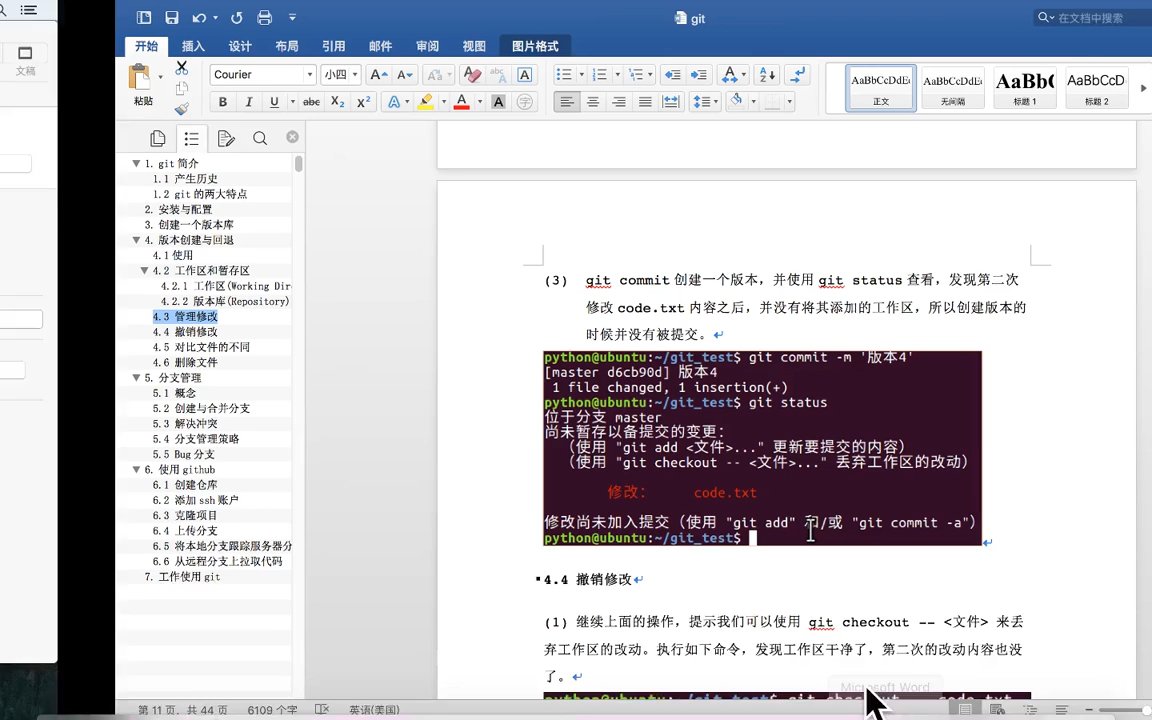 git
在文档中搜索
开始 插入 设计 布局 引用 邮件 审阅 视图 图片格式
文稿
粘贴
Courier 小四
AaBbCcDdEe AaBbCcDdEe AaBbC AaBbCcD
正文 无间隔 标题 1 标题 2
1. git 简介
1.1 产生历史
1.2 git 的两大特点
2. 安装与配置
3. 创建一个版本库
4. 版本创建与回退
4.1 使用
4.2 工作区和暂存区
4.2.1 工作区(Working Dir
4.2.2 版本库(Repository)
4.3 管理修改
4.4 撤销修改
4.5 对比文件的不同
4.6 删除文件
5. 分支管理
5.1 概念
5.2 创建与合并分支
5.3 解决冲突
5.4 分支管理策略
5.5 Bug 分支
6. 使用 github
6.1 创建仓库
6.2 添加 ssh 账户
6.3 克隆项目
6.4 上传分支
6.5 将本地分支跟踪服务器分
6.6 从远程分支上拉取代码
7. 工作使用 git
(3) git commit 创建一个版本，并使用 git status 查看，发现第二次
修改 code.txt 内容之后，并没有将其添加的工作区，所以创建版本的
时候并没有被提交。
python@ubuntu:~/git_test$ git commit -m '版本4'
[master d6cb90d] 版本4
1 file changed, 1 insertion(+)
python@ubuntu:~/git_test$ git status
位于分支 master
尚未暂存以备提交的变更：
（使用 "git add <文件>..." 更新要提交的内容）
（使用 "git checkout -- <文件>..." 丢弃工作区的改动）
修改： code.txt
修改尚未加入提交（使用 "git add" 和/或 "git commit -a"）
python@ubuntu:~/git_test$
4.4 撤销修改
(1) 继续上面的操作，提示我们可以使用 git checkout -- <文件> 来丢
弃工作区的改动。执行如下命令，发现工作区干净了，第二次的改动内容也没
了。
Microsoft Word
第 11 页，共 44 页 6109 个字 英语(美国)